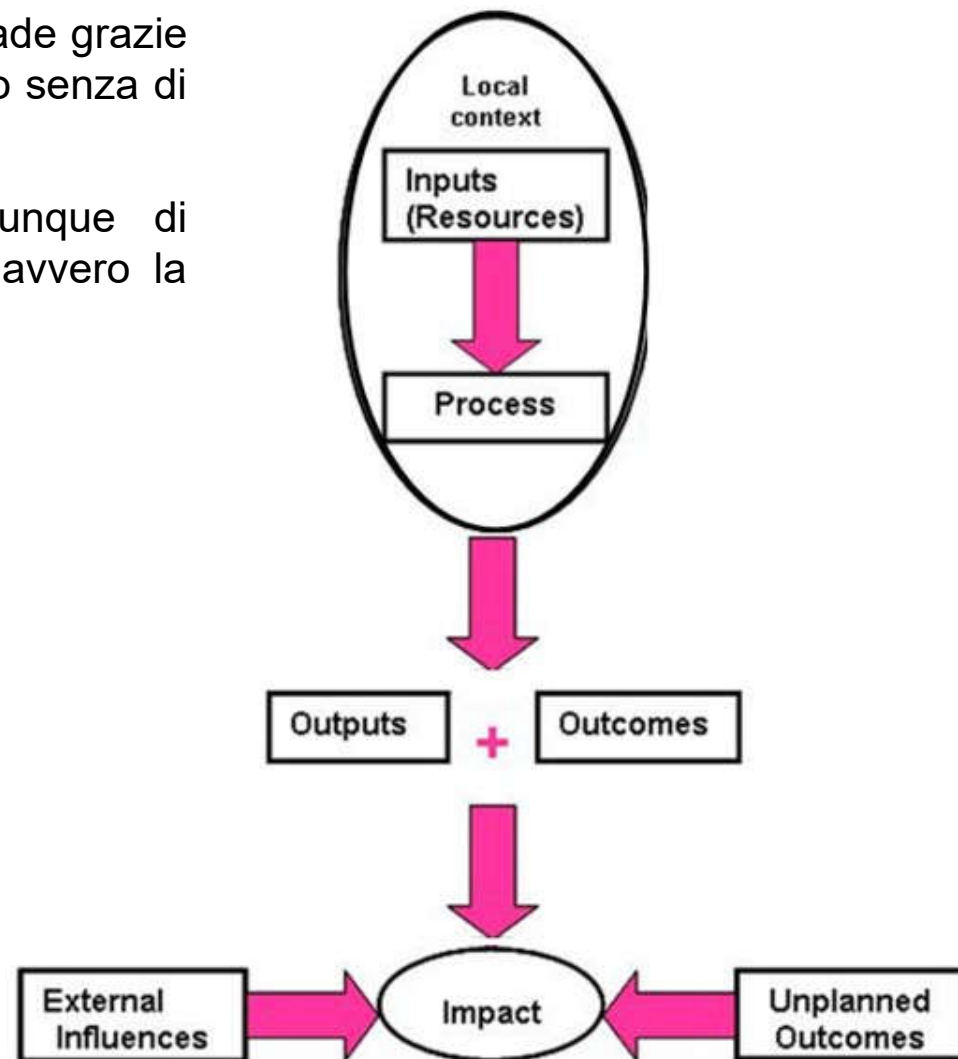 ade grazie
o senza di
unque di
avvero la
Local
context
Inputs
(Resources)
Process
Outputs
+
Outcomes
External
Influences
Impact
Unplanned
Outcomes